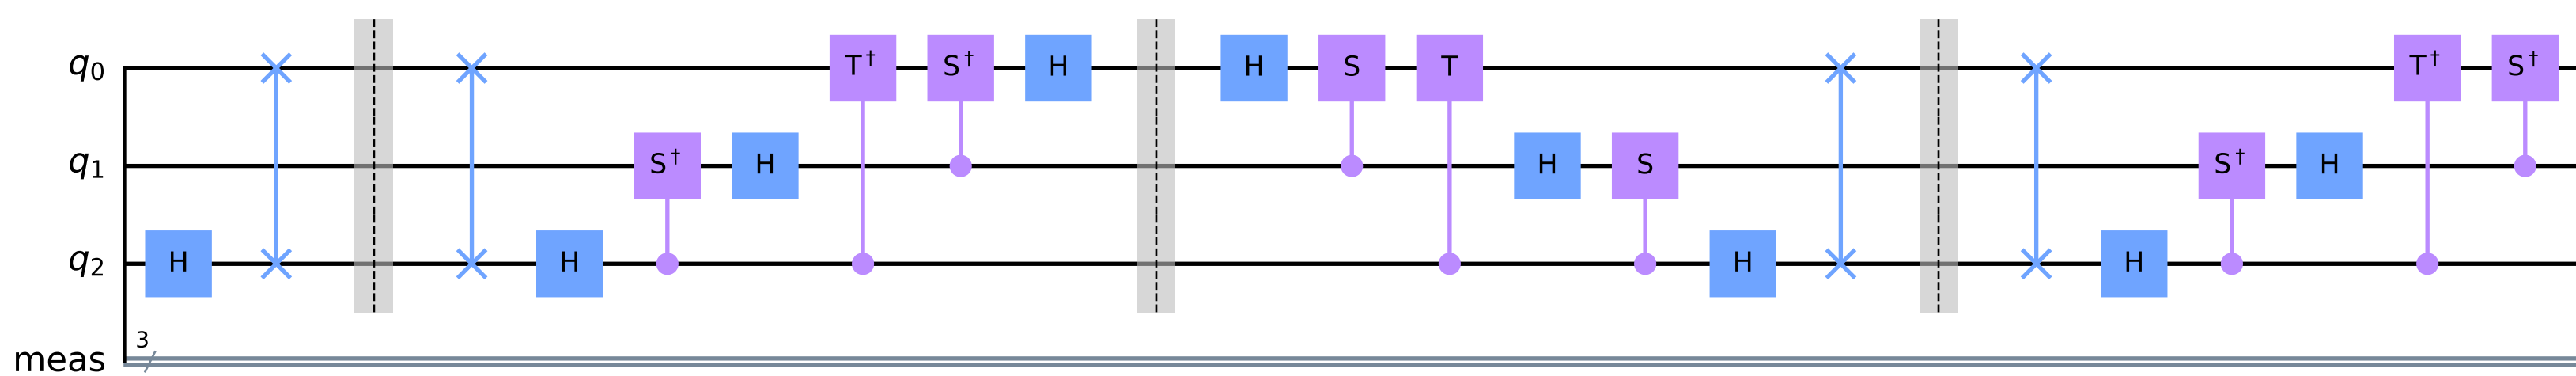 q0 T† S† H H S T T† S†
q1 S† H H S S† H
q2 H H H H
3
meas